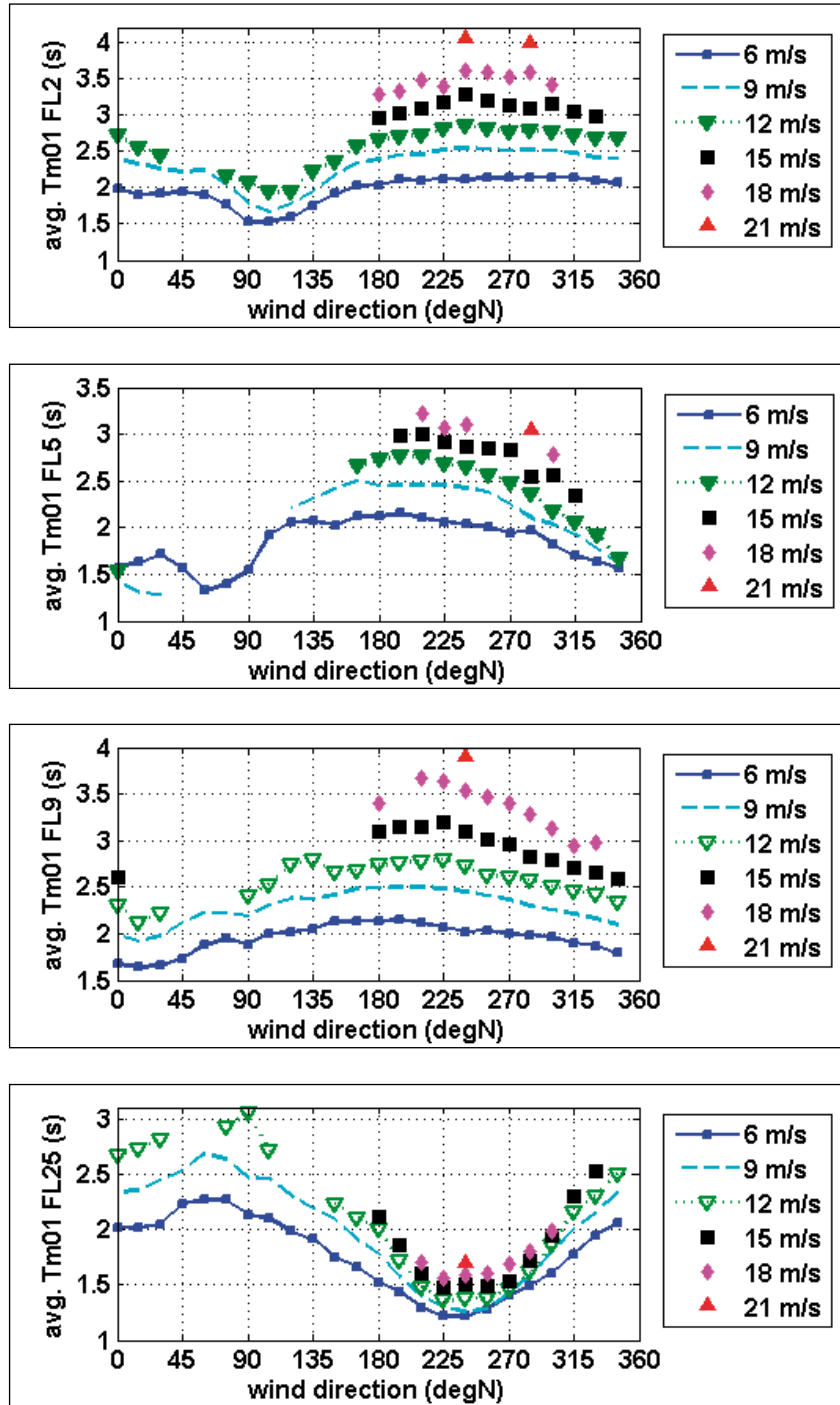 avg. Tm01 FL2 (s)
4
3.5
3
2.5
2
1.5
1
0 45 90 135 180 225 270 315 360
wind direction (degN)
6 m/s
9 m/s
12 m/s
15 m/s
18 m/s
21 m/s
avg. Tm01 FL5 (s)
3.5
3
2.5
2
1.5
1
0 45 90 135 180 225 270 315 360
wind direction (degN)
6 m/s
9 m/s
12 m/s
15 m/s
18 m/s
21 m/s
avg. Tm01 FL9 (s)
4
3.5
3
2.5
2
1.5
0 45 90 135 180 225 270 315 360
wind direction (degN)
6 m/s
9 m/s
12 m/s
15 m/s
18 m/s
21 m/s
avg. Tm01 FL25 (s)
3
2.5
2
1.5
1
0 45 90 135 180 225 270 315 360
wind direction (degN)
6 m/s
9 m/s
12 m/s
15 m/s
18 m/s
21 m/s